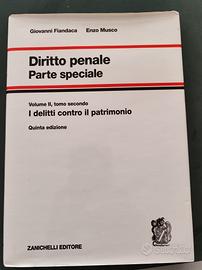 Giovanni Fiandaca Enzo Musco
Diritto penale
Parte speciale
Volume II, tomo secondo
I delitti contro il patrimonio
Quinta edizione
ZANICHELLI EDITORE